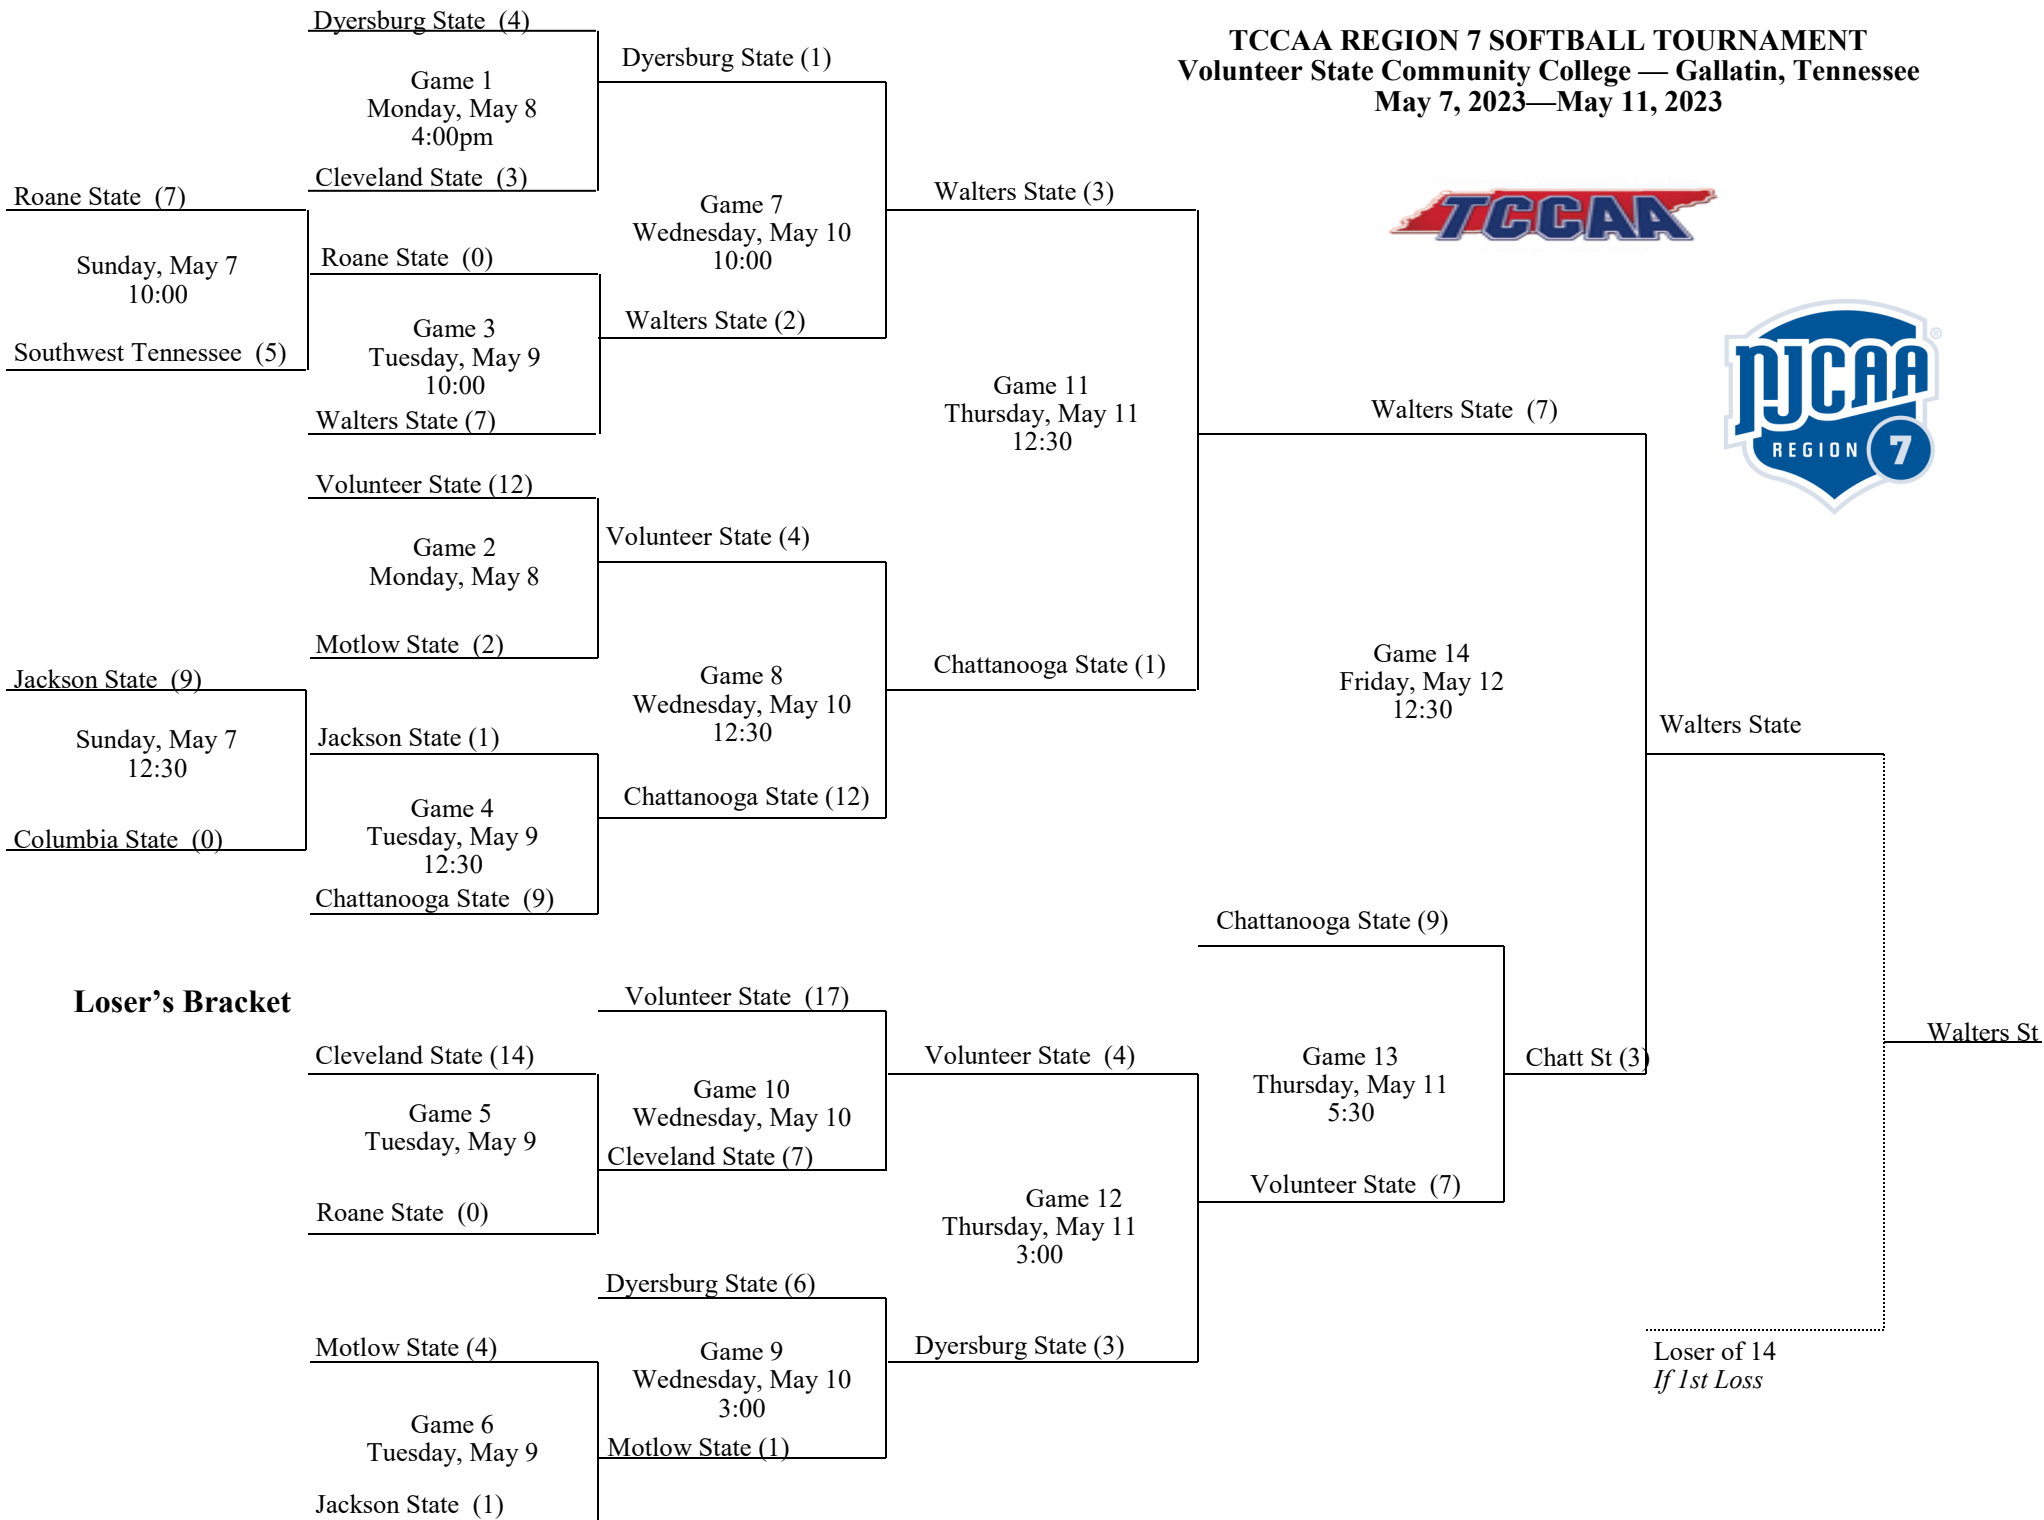 TCCAA REGION 7 SOFTBALL TOURNAMENT
Volunteer State Community College — Gallatin, Tennessee
May 7, 2023—May 11, 2023
TCCAA
NJCAA
®
REGION 7
Roane State (7)
Sunday, May 7
10:00
Southwest Tennessee (5)
Jackson State (9)
Sunday, May 7
12:30
Columbia State (0)
Dyersburg State (4)
Game 1
Monday, May 8
4:00pm
Cleveland State (3)
Roane State (0)
Game 3
Tuesday, May 9
10:00
Walters State (7)
Volunteer State (12)
Game 2
Monday, May 8
Motlow State (2)
Jackson State (1)
Game 4
Tuesday, May 9
12:30
Chattanooga State (9)
Dyersburg State (1)
Game 7
Wednesday, May 10
10:00
Walters State (2)
Volunteer State (4)
Game 8
Wednesday, May 10
12:30
Chattanooga State (12)
Walters State (3)
Game 11
Thursday, May 11
12:30
Chattanooga State (1)
Walters State (7)
Game 14
Friday, May 12
12:30
Walters State
Walters St
Loser’s Bracket
Cleveland State (14)
Game 5
Tuesday, May 9
Roane State (0)
Motlow State (4)
Game 6
Tuesday, May 9
Jackson State (1)
Volunteer State (17)
Game 10
Wednesday, May 10
Cleveland State (7)
Dyersburg State (6)
Game 9
Wednesday, May 10
3:00
Motlow State (1)
Volunteer State (4)
Game 12
Thursday, May 11
3:00
Dyersburg State (3)
Chattanooga State (9)
Game 13
Thursday, May 11
5:30
Volunteer State (7)
Chatt St (3)
Loser of 14
If 1st Loss